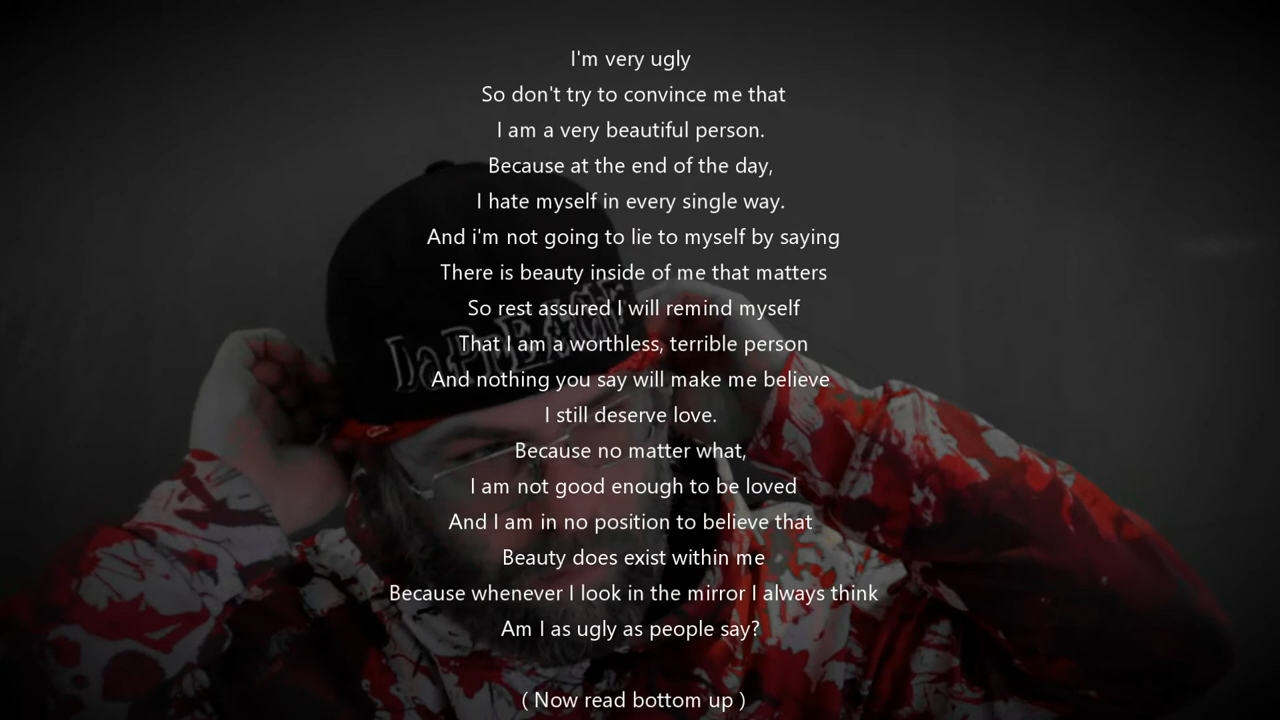 I'm very ugly
So don't try to convince me that
I am a very beautiful person.
Because at the end of the day,
I hate myself in every single way.
And i'm not going to lie to myself by saying
There is beauty inside of me that matters
So rest assured I will remind myself
That I am a worthless, terrible person
And nothing you say will make me believe
I still deserve love.
Because no matter what,
I am not good enough to be loved
And I am in no position to believe that
Beauty does exist within me
Because whenever I look in the mirror I always think
Am I as ugly as people say?
( Now read bottom up )